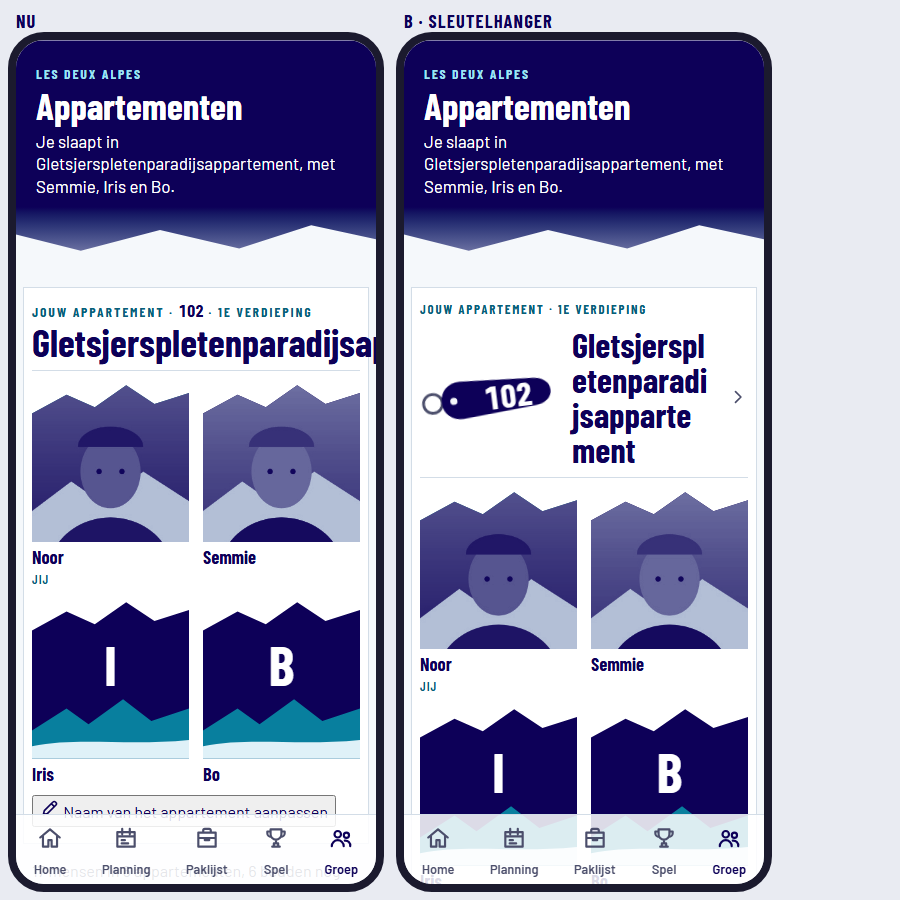 NU
LES DEUX ALPES
Appartementen
Je slaapt in
Gletsjerspletenparadijsappartement, met
Semmie, Iris en Bo.
JOUW APPARTEMENT · 102 · 1E VERDIEPING
Gletsjerspletenparadijsa
Noor
JIJ
Semmie
I
B
Iris
Bo
Naam van het appartement aanpassen
Home
Planning
Paklijst
Spel
Groep
B · SLEUTELHANGER
LES DEUX ALPES
Appartementen
Je slaapt in
Gletsjerspletenparadijsappartement, met
Semmie, Iris en Bo.
JOUW APPARTEMENT · 1E VERDIEPING
102
Gletsjerspl
etenparadi
jsapparte
ment
Noor
JIJ
Semmie
I
B
Iris
Bo
Home
Planning
Paklijst
Spel
Groep